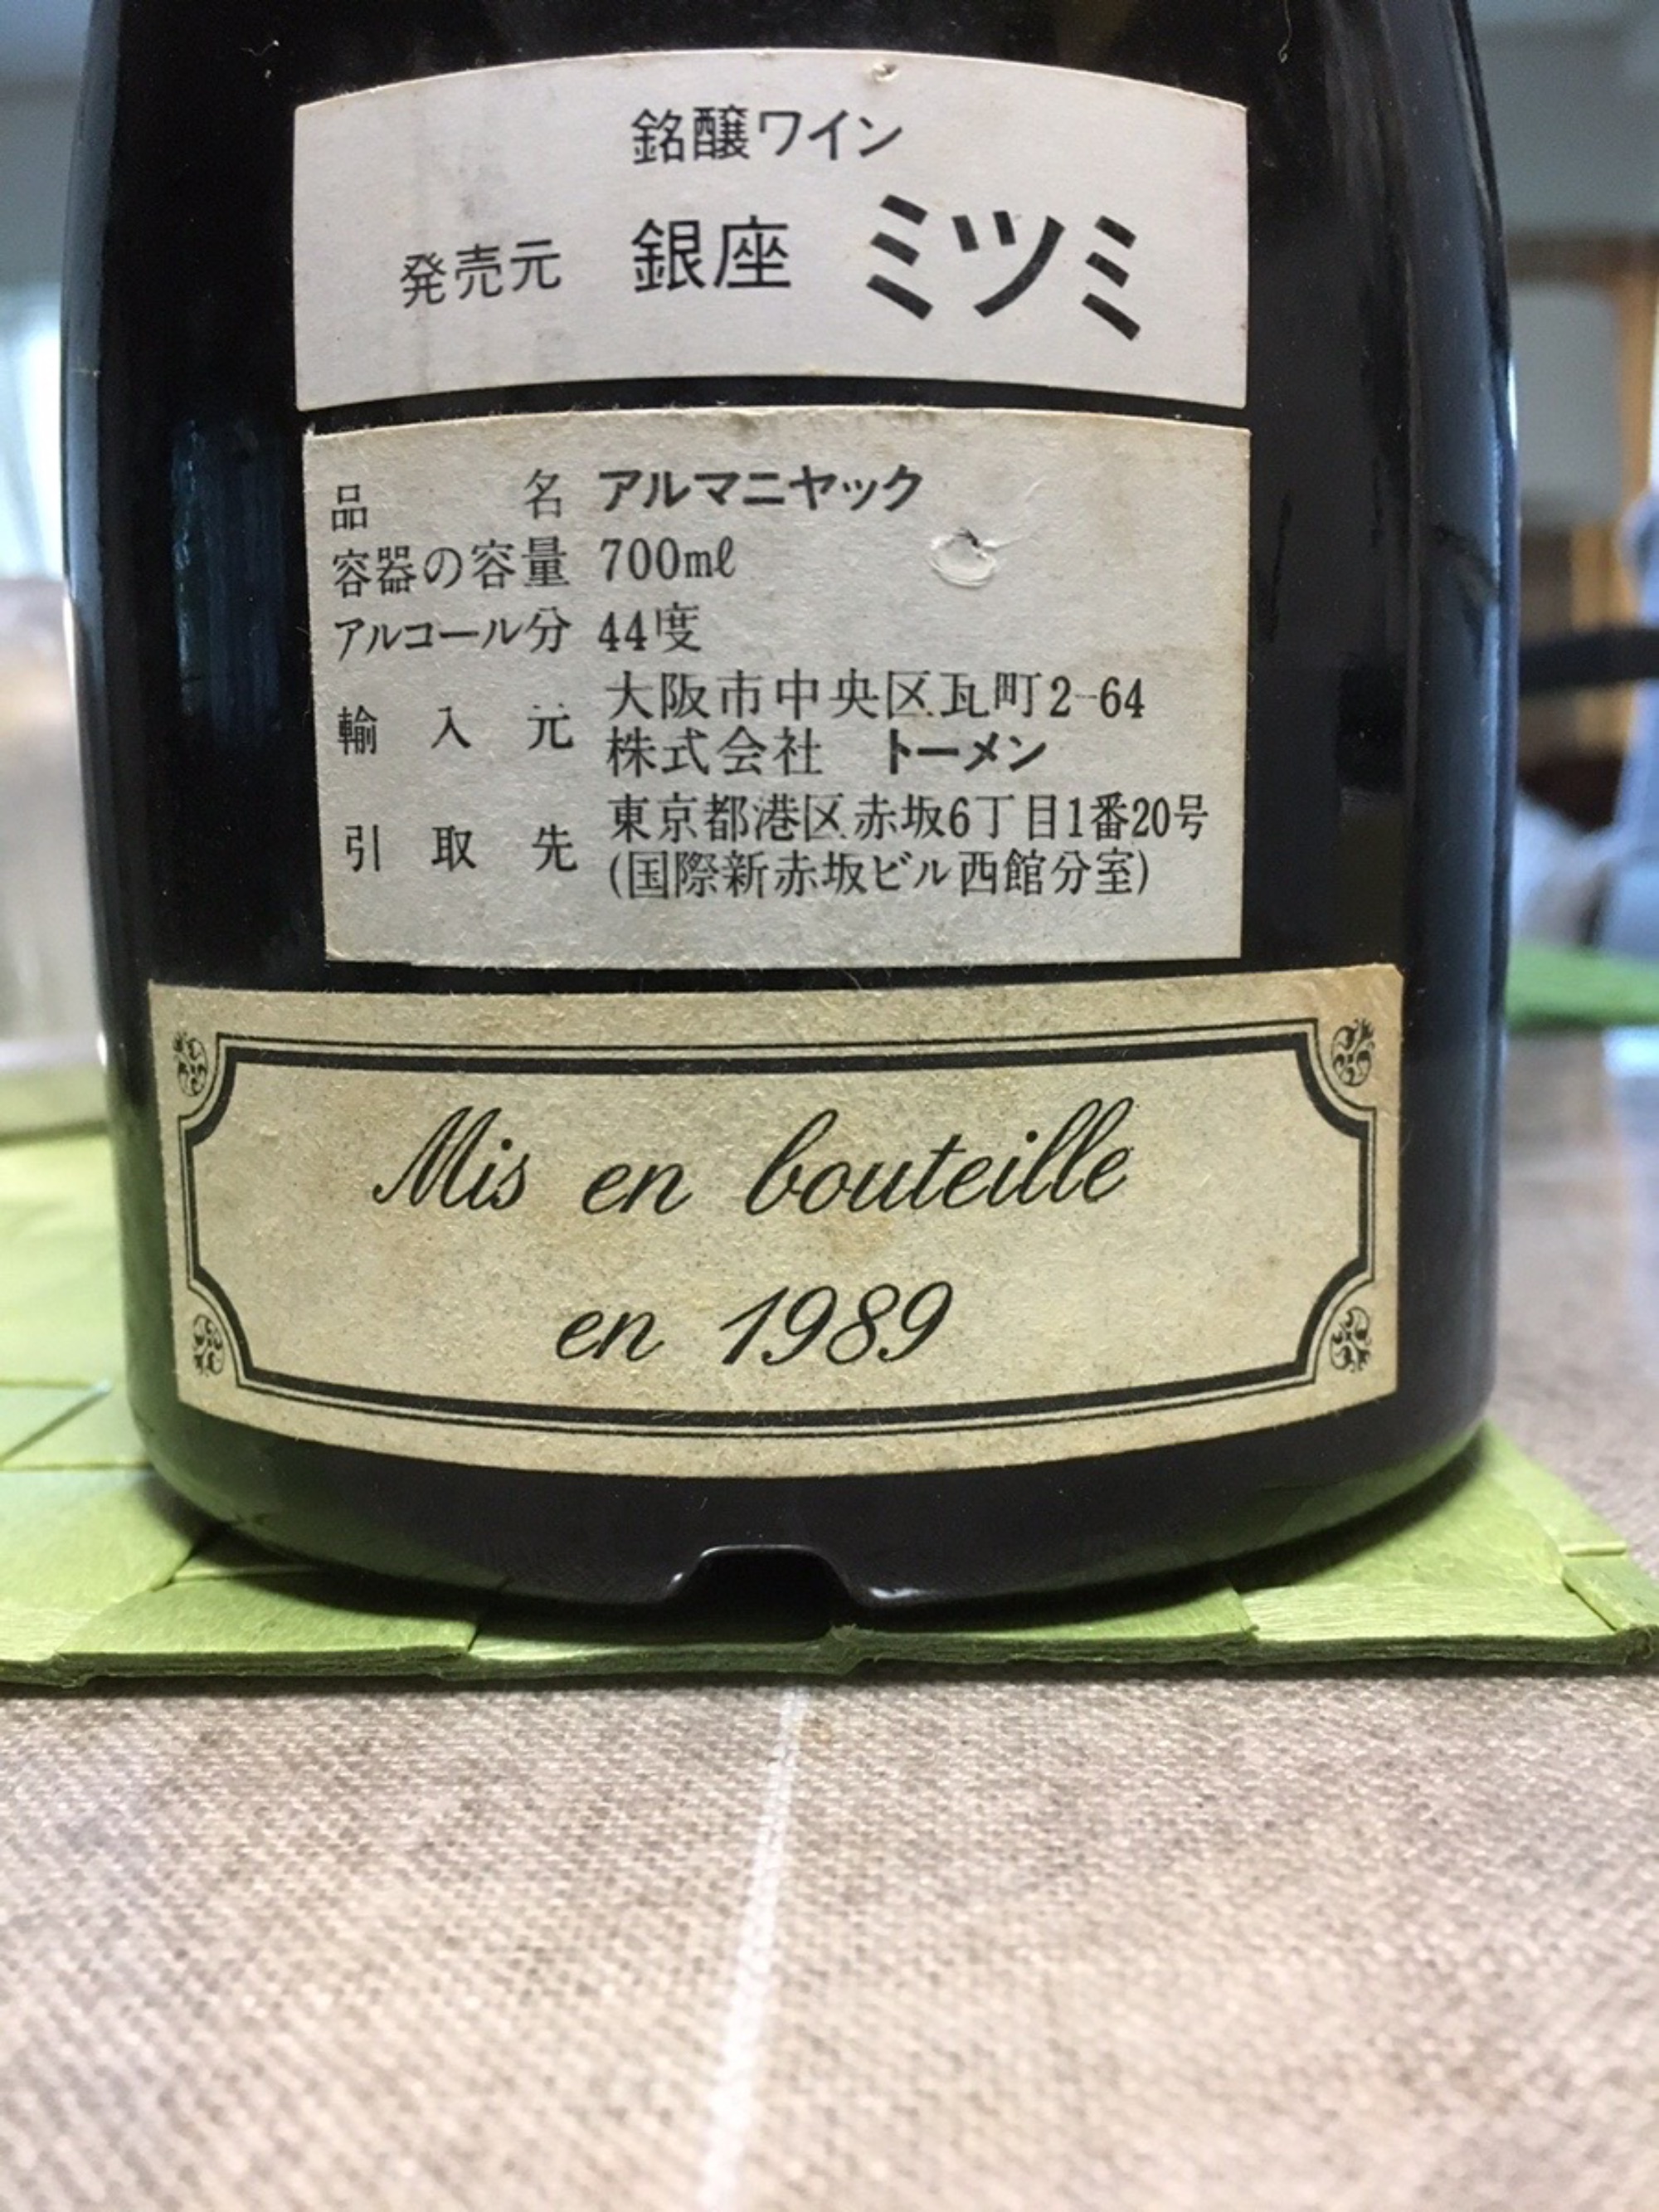 銘醸ワイン
発売元 銀座 ミツミ
品名 アルマニヤック
容器の容量 700mℓ
アルコール分 44度
輸入元 大阪市中央区瓦町2-64
株式会社 トーメン
引取先 東京都港区赤坂6丁目1番20号
(国際新赤坂ビル西館分室)
Mis en bouteille
en 1989